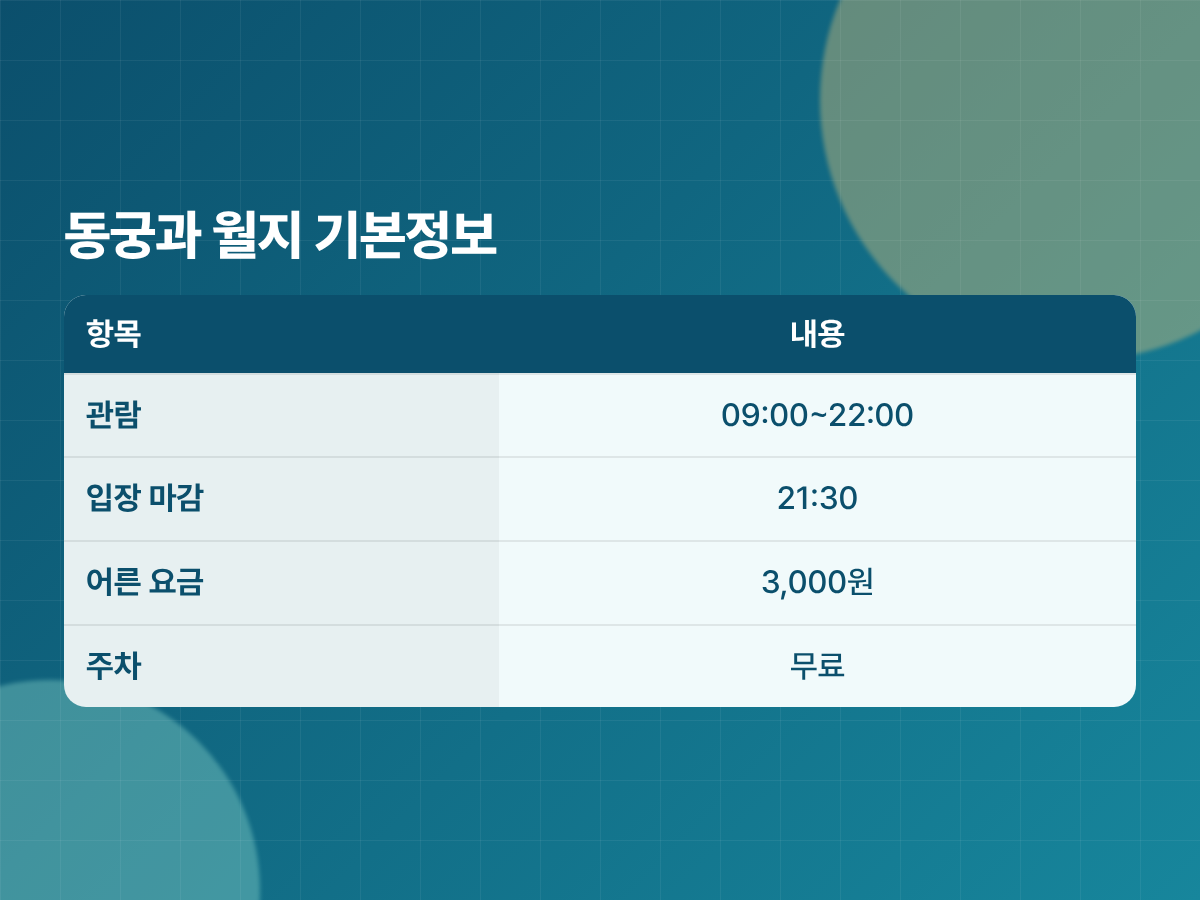 동궁과 월지 기본정보
항목 내용
관람 09:00~22:00
입장 마감 21:30
어른 요금 3,000원
주차 무료